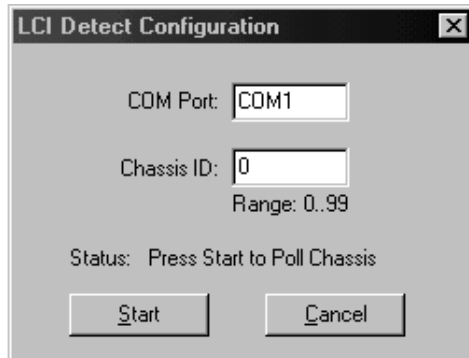 LCI Detect Configuration
COM Port: COM1
Chassis ID: 0
Range: 0..99
Status: Press Start to Poll Chassis
Start Cancel